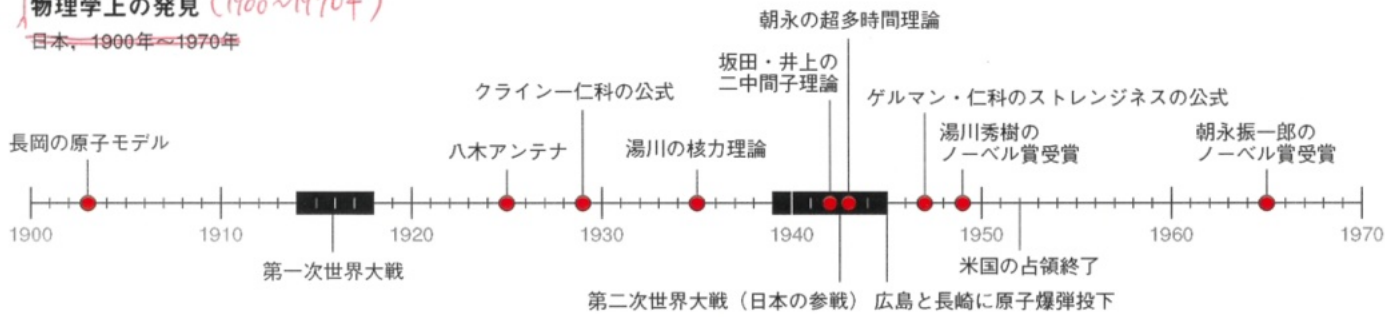 物理学上の発見 (1900〜1970年)
日本，1900年〜1970年
朝永の超多時間理論
坂田・井上の
二中間子理論
クライン一仁科の公式
ゲルマン・仁科のストレンジネスの公式
長岡の原子モデル
八木アンテナ
湯川の核力理論
湯川秀樹の
ノーベル賞受賞
朝永振一郎の
ノーベル賞受賞
1900
1910
1920
1930
1940
1950
1960
1970
第一次世界大戦
米国の占領終了
第二次世界大戦（日本の参戦）
広島と長崎に原子爆弾投下